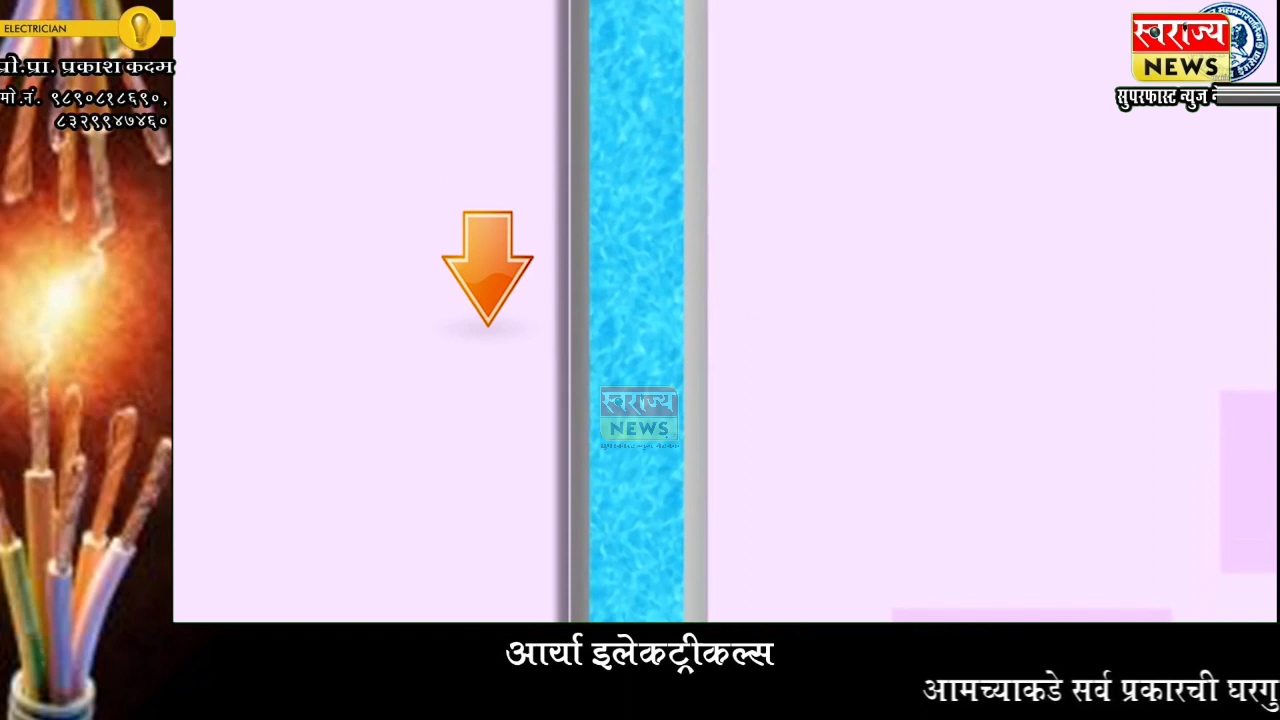 ELECTRICIAN
प्रो.प्रा. प्रकाश कदम
मो.नं. ९८९०८१८६९०,
८३२९९४७४६०
स्वराज्य
NEWS
सुपरफास्ट न्युज ने
स्वराज्य
NEWS
आर्या इलेकट्रीकल्स
आमच्याकडे सर्व प्रकारची घरगु